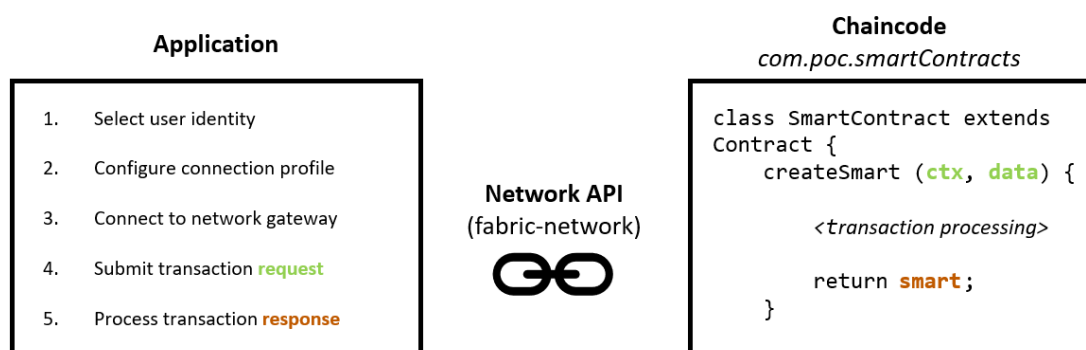 Application
1. Select user identity
2. Configure connection profile
3. Connect to network gateway
4. Submit transaction request
5. Process transaction response
Network API
(fabric-network)
Chaincode
com.poc.smartContracts
class SmartContract extends
Contract {
createSmart (ctx, data) {
<transaction processing>
return smart;
}